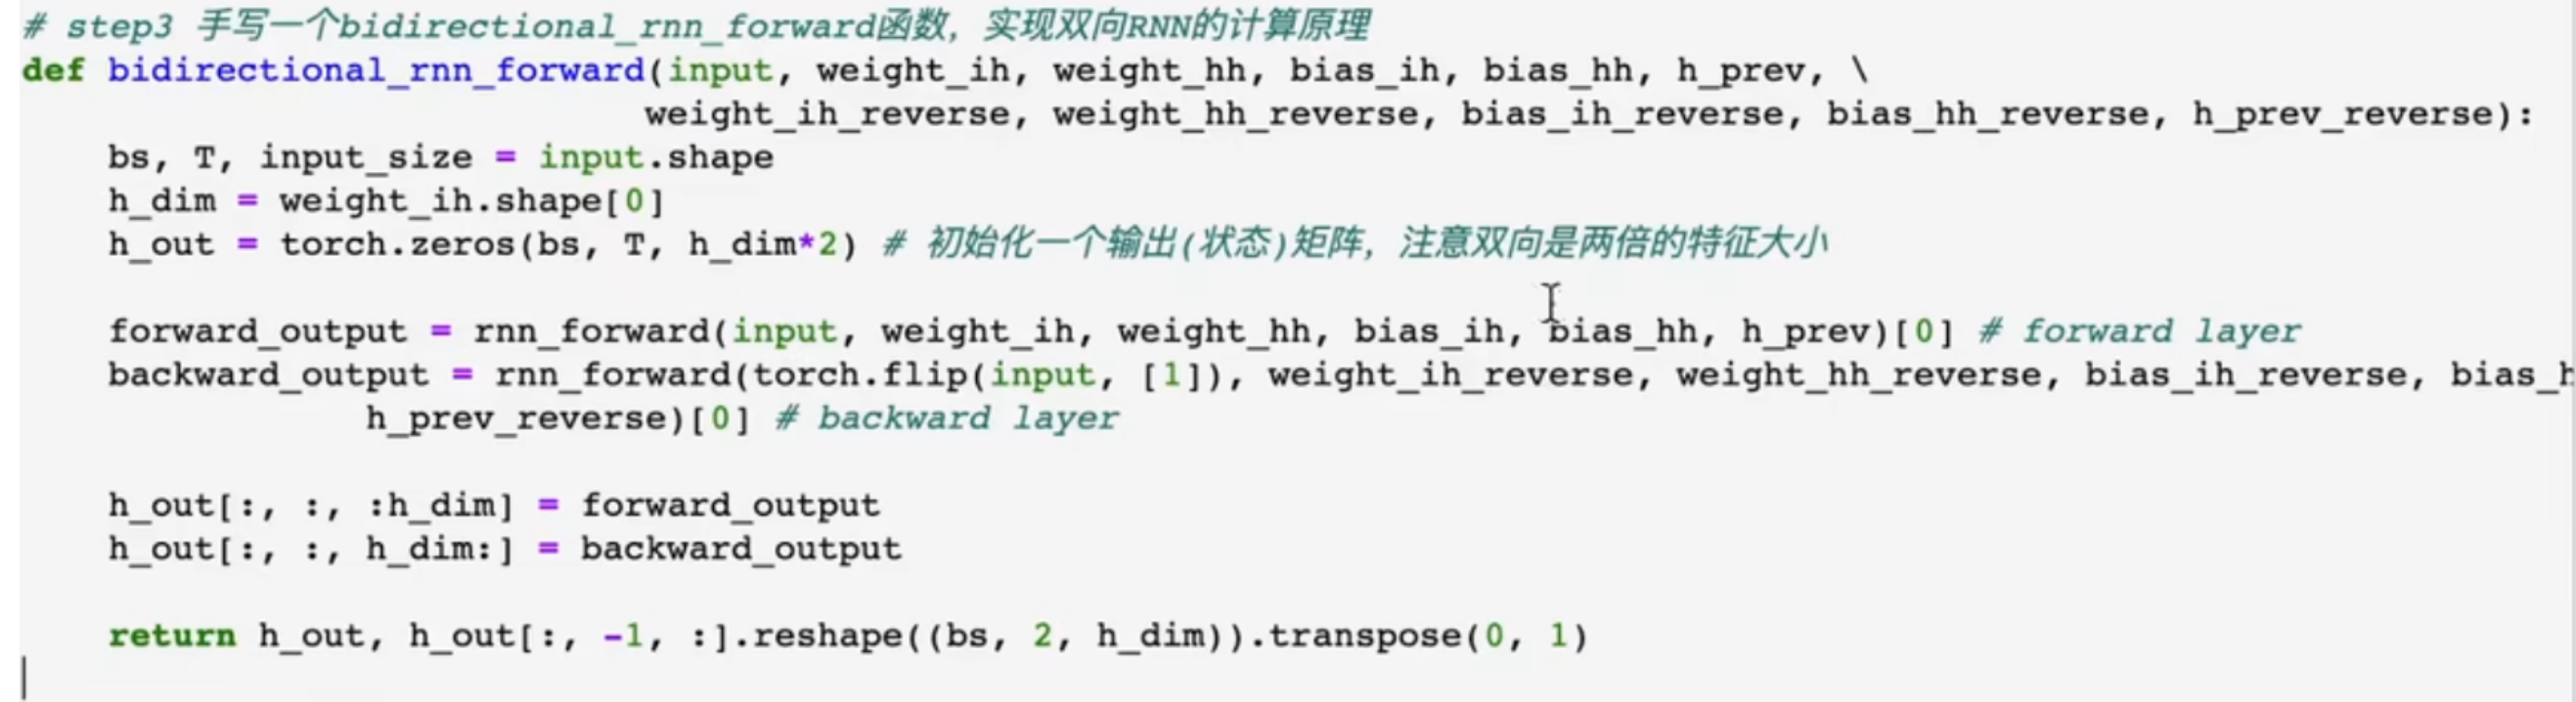 # step3 手写一个bidirectional_rnn_forward函数，实现双向RNN的计算原理
def bidirectional_rnn_forward(input, weight_ih, weight_hh, bias_ih, bias_hh, h_prev, \
weight_ih_reverse, weight_hh_reverse, bias_ih_reverse, bias_hh_reverse, h_prev_reverse):
bs, T, input_size = input.shape
h_dim = weight_ih.shape[0]
h_out = torch.zeros(bs, T, h_dim*2) # 初始化一个输出(状态)矩阵，注意双向是两倍的特征大小
forward_output = rnn_forward(input, weight_ih, weight_hh, bias_ih, bias_hh, h_prev)[0] # forward layer
backward_output = rnn_forward(torch.flip(input, [1]), weight_ih_reverse, weight_hh_reverse, bias_ih_reverse, bias_h
h_prev_reverse)[0] # backward layer
h_out[:, :, :h_dim] = forward_output
h_out[:, :, h_dim:] = backward_output
return h_out, h_out[:, -1, :].reshape((bs, 2, h_dim)).transpose(0, 1)